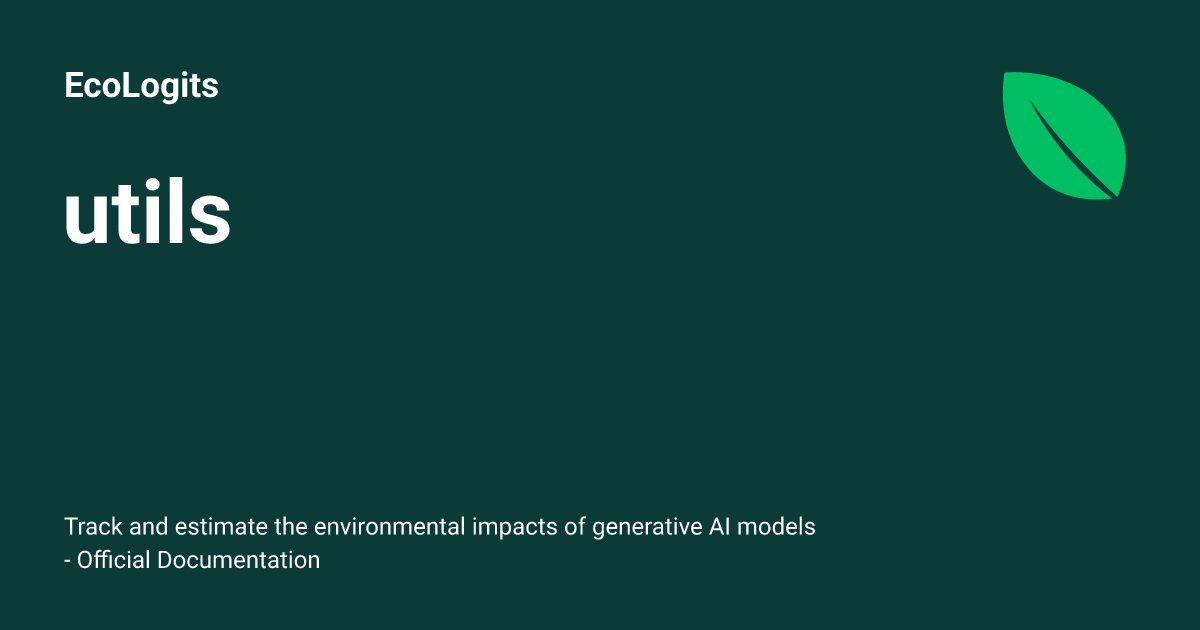 EcoLogits
utils
Track and estimate the environmental impacts of generative AI models
- Official Documentation